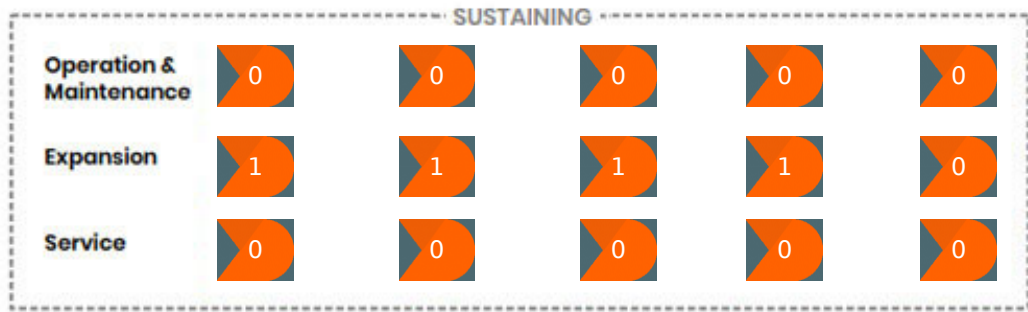 SUSTAINING
Operation &
Maintenance
0 0 0 0 0
Expansion
1 1 1 1 0
Service
0 0 0 0 0